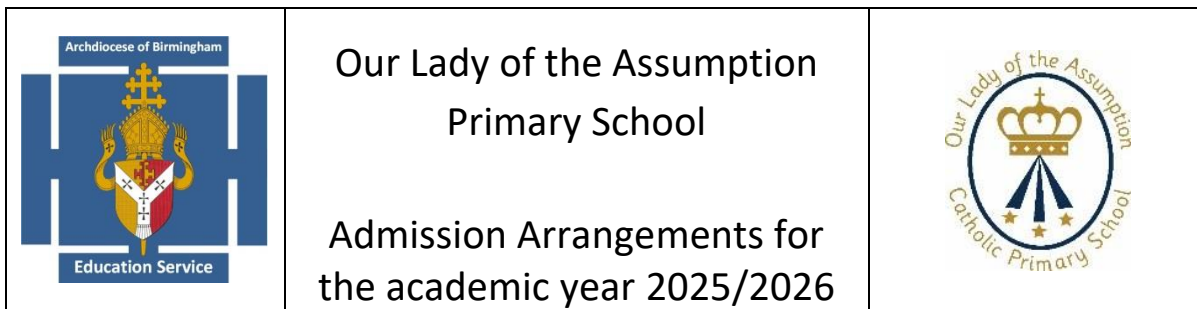 Archdiocese of Birmingham
Education Service
Our Lady of the Assumption
Primary School
Admission Arrangements for
the academic year 2025/2026
Our Lady of the Assumption
Catholic Primary School